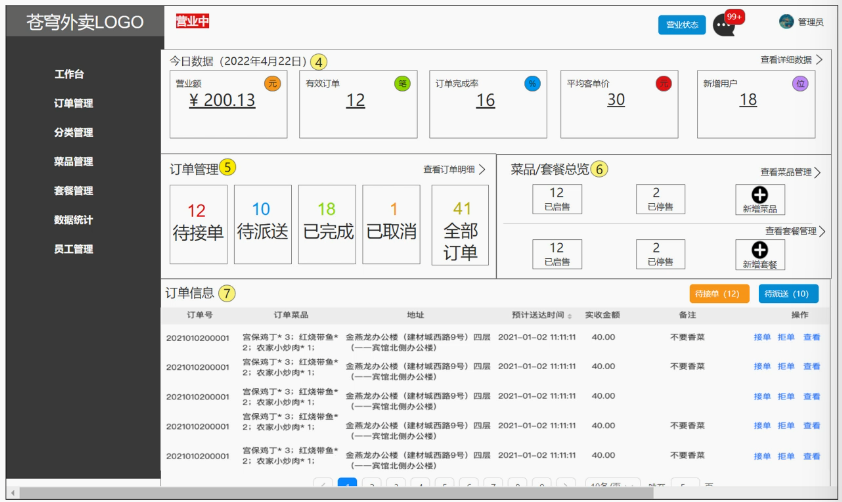 苍穹外卖LOGO
营业中
营业状态
99+
管理员
工作台
订单管理
分类管理
菜品管理
套餐管理
数据统计
员工管理
今日数据（2022年4月22日）
4
查看详细数据
营业额
元
¥ 200.13
有效订单
笔
12
订单完成率
%
16
平均客单价
元
30
新增用户
位
18
订单管理
5
查看订单明细
12
待接单
10
待派送
18
已完成
1
已取消
41
全部
订单
菜品/套餐总览
6
查看菜品管理
12
已启售
2
已停售
新增菜品
查看套餐管理
12
已启售
2
已停售
新增套餐
订单信息
7
待接单（12）
待派送（10）
订单号 订单菜品 地址 预计送达时间 实收金额 备注 操作
2021010200001 宫保鸡丁* 3；红烧带鱼* 2；农家小炒肉* 1； 金燕龙办公楼（建材城西路9号）四层（——宾馆北侧办公楼） 2021-01-02 11:11:11 40.00 不要香菜 接单 拒单 查看
2021010200001 宫保鸡丁* 3；红烧带鱼* 2；农家小炒肉* 1； 金燕龙办公楼（建材城西路9号）四层（——宾馆北侧办公楼） 2021-01-02 11:11:11 40.00 不要香菜 接单 拒单 查看
2021010200001 宫保鸡丁* 3；红烧带鱼* 2；农家小炒肉* 1； 金燕龙办公楼（建材城西路9号）四层（——宾馆北侧办公楼） 2021-01-02 11:11:11 40.00 接单 拒单 查看
2021010200001 宫保鸡丁* 3；红烧带鱼* 2；农家小炒肉* 1； 金燕龙办公楼（建材城西路9号）四层（——宾馆北侧办公楼） 2021-01-02 11:11:11 40.00 不要香菜 接单 拒单 查看
2021010200001 宫保鸡丁* 3；红烧带鱼* 2；农家小炒肉* 1； 金燕龙办公楼（建材城西路9号）四层（——宾馆北侧办公楼） 2021-01-02 11:11:11 40.00 不要香菜 接单 拒单 查看